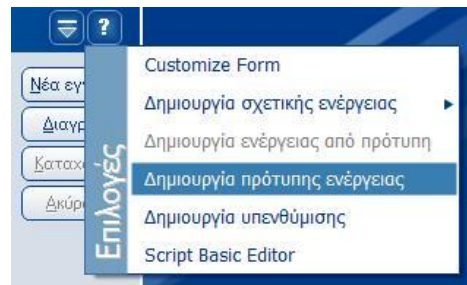 ?
Νέα εγ
Διαγρ
Καταχ
Ακύρ
Επιλογές
Customize Form
Δημιουργία σχετικής ενέργειας
Δημιουργία ενέργειας από πρότυπη
Δημιουργία πρότυπης ενέργειας
Δημιουργία υπενθύμισης
Script Basic Editor